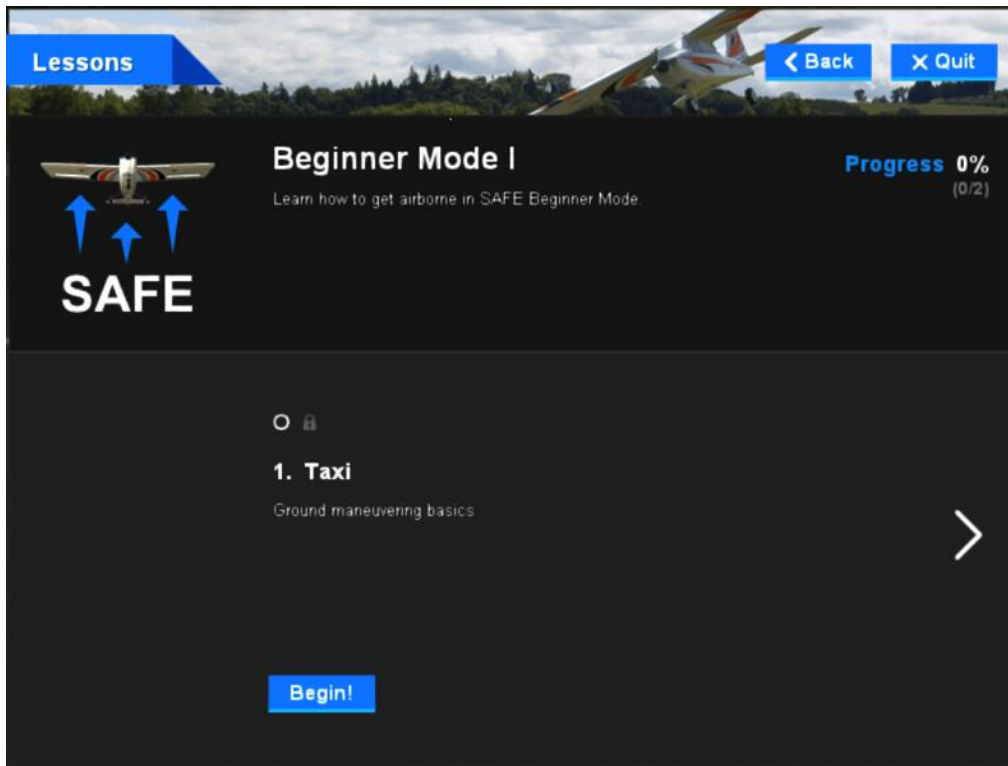 Lessons
Back
Quit
Beginner Mode I
Learn how to get airborne in SAFE Beginner Mode.
Progress 0%
(0/2)
SAFE
1. Taxi
Ground maneuvering basics
Begin!